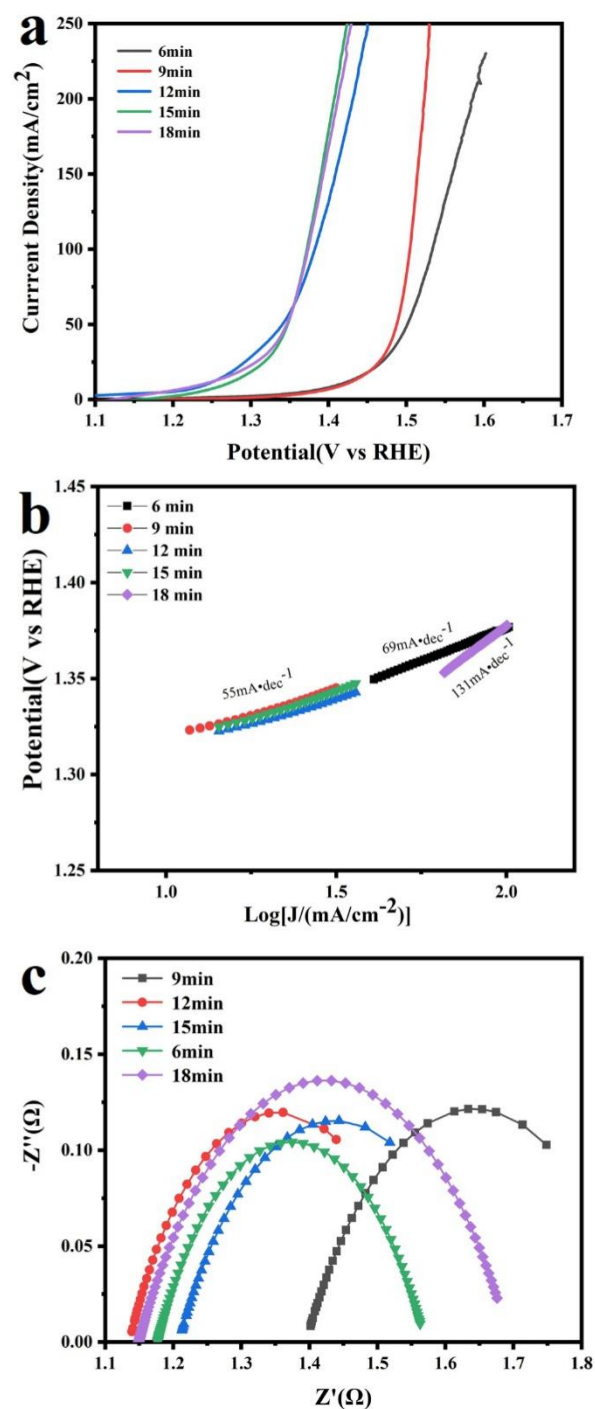 a
6min
9min
12min
15min
18min
250
200
150
100
50
0
Currrent Density(mA/cm²)
1.1 1.2 1.3 1.4 1.5 1.6 1.7
Potential(V vs RHE)
b
6 min
9 min
12 min
15 min
18 min
1.45
1.40
1.35
1.30
1.25
Potential(V vs RHE)
55mA•dec⁻¹
69mA•dec⁻¹
131mA•dec⁻¹
1.0 1.5 2.0
Log[J/(mA/cm⁻²)]
c
9min
12min
15min
6min
18min
0.20
0.15
0.10
0.05
0.00
-Z''(Ω)
1.1 1.2 1.3 1.4 1.5 1.6 1.7 1.8
Z'(Ω)